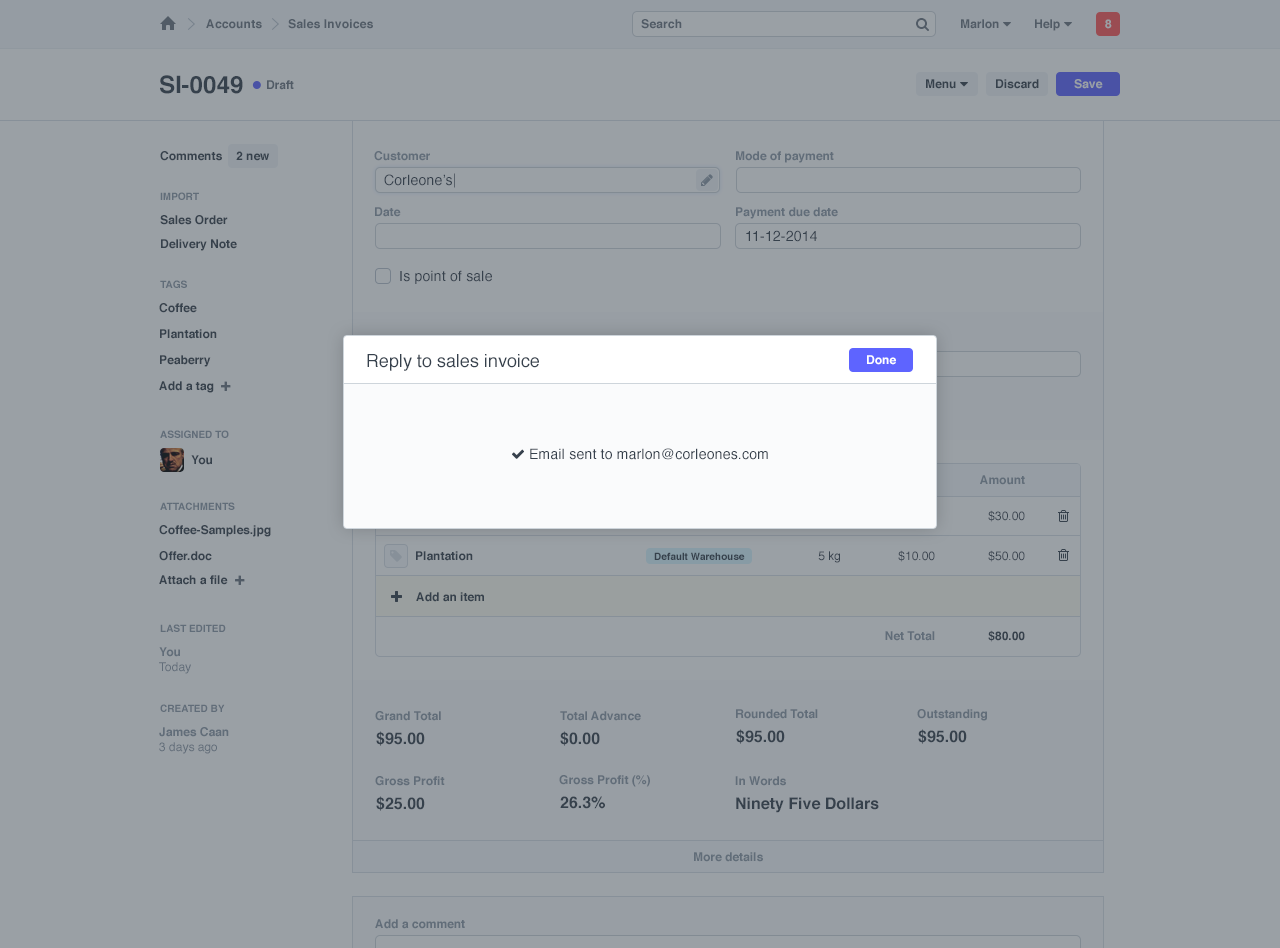 Accounts Sales Invoices Search Marlon Help 8
SI-0049 Draft Menu Discard Save
Comments 2 new
IMPORT
Sales Order
Delivery Note
TAGS
Coffee
Plantation
Peaberry
Add a tag
ASSIGNED TO
You
ATTACHMENTS
Coffee-Samples.jpg
Offer.doc
Attach a file
LAST EDITED
You
Today
CREATED BY
James Caan
3 days ago
Customer Mode of payment
Corleone's
Date Payment due date
11-12-2014
Is point of sale
Reply to sales invoice Done
Email sent to marlon@corleones.com
Amount
$30.00
Plantation Default Warehouse 5 kg $10.00 $50.00
Add an item
Net Total $80.00
Grand Total Total Advance Rounded Total Outstanding
$95.00 $0.00 $95.00 $95.00
Gross Profit Gross Profit (%) In Words
$25.00 26.3% Ninety Five Dollars
More details
Add a comment